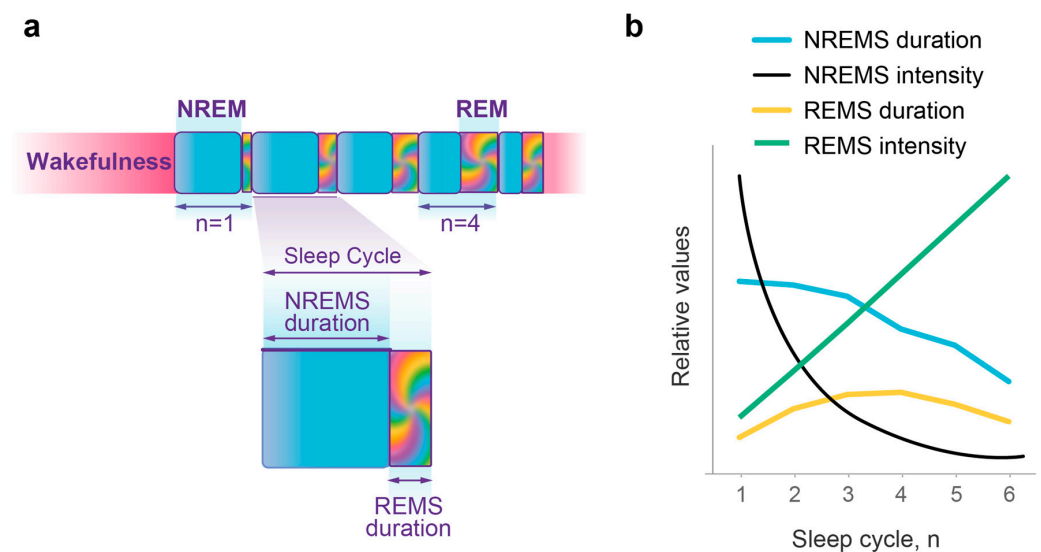 a
NREM
REM
Wakefulness
n=1
n=4
Sleep Cycle
NREMS
duration
REMS
duration
b
NREMS duration
NREMS intensity
REMS duration
REMS intensity
Relative values
1 2 3 4 5 6
Sleep cycle, n